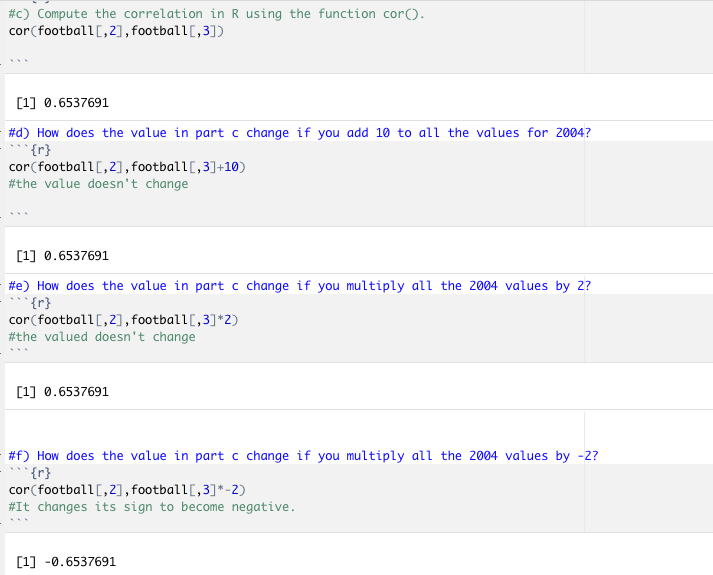 #c) Compute the correlation in R using the function cor().
cor(football[,2],football[,3])
```
[1] 0.6537691
#d) How does the value in part c change if you add 10 to all the values for 2004?
```{r}
cor(football[,2],football[,3]+10)
#the value doesn't change
```
[1] 0.6537691
#e) How does the value in part c change if you multiply all the 2004 values by 2?
```{r}
cor(football[,2],football[,3]*2)
#the valued doesn't change
```
[1] 0.6537691
#f) How does the value in part c change if you multiply all the 2004 values by -2?
```{r}
cor(football[,2],football[,3]*-2)
#It changes its sign to become negative.
```
[1] -0.6537691